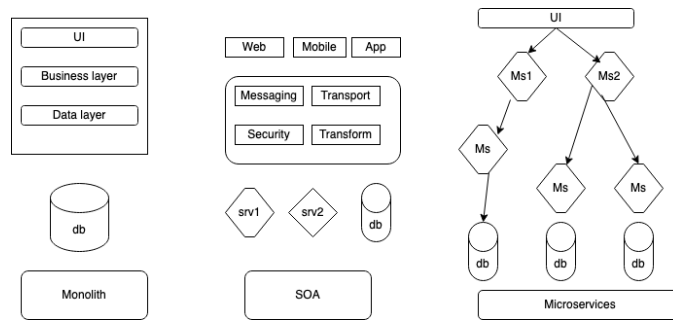 UI
Business layer
Data layer
db
Monolith
Web
Mobile
App
Messaging
Transport
Security
Transform
srv1
srv2
db
SOA
UI
Ms1
Ms2
Ms
Ms
Ms
db
db
db
Microservices